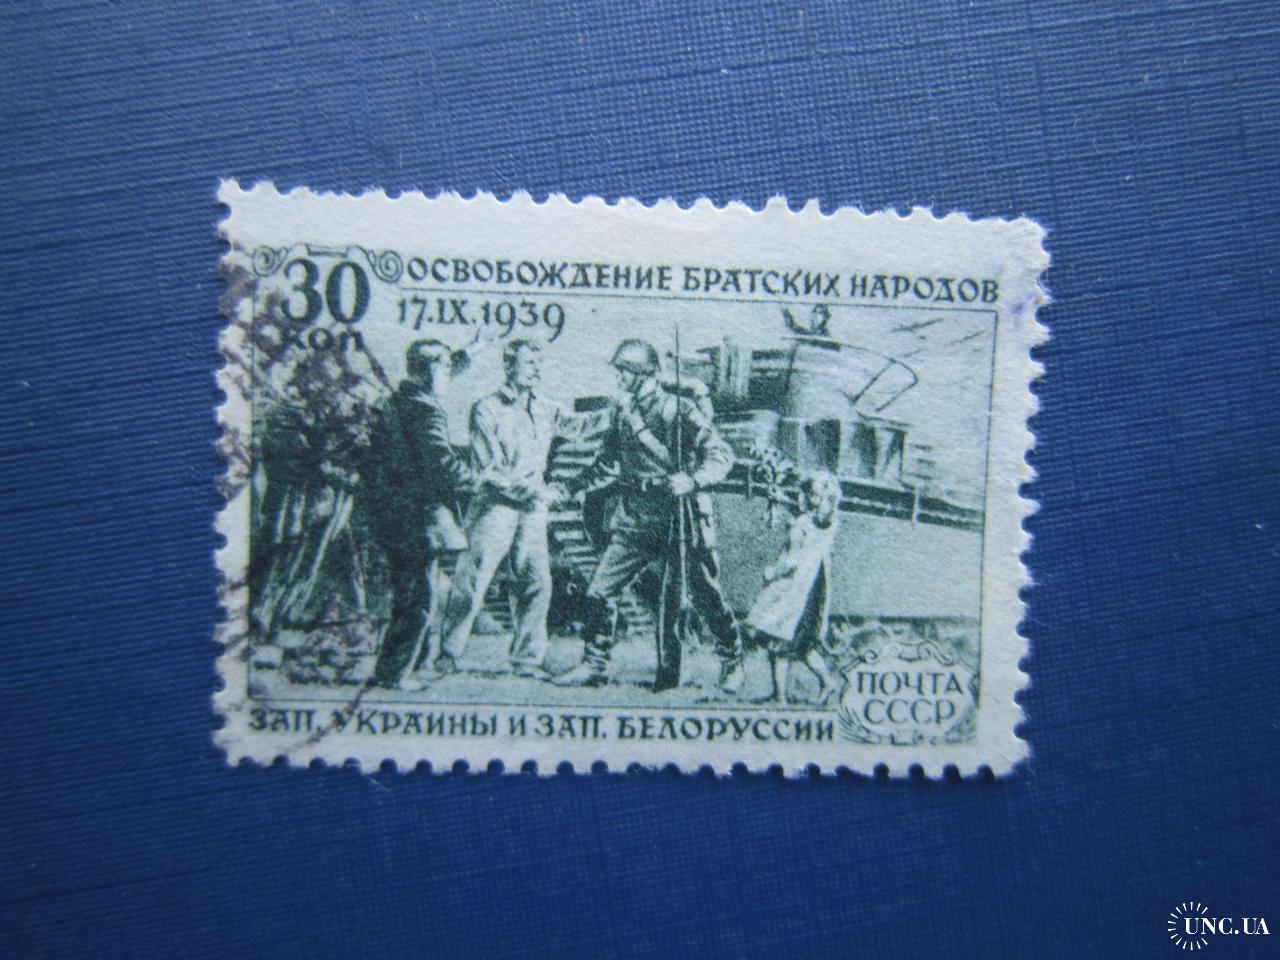 30 ОСВОБОЖДЕНИЕ БРАТСКИХ НАРОДОВ
КОП 17.IX.1939
ПОЧТА
СССР
ЗАП. УКРАИНЫ И ЗАП. БЕЛОРУССИИ
UNC.UA